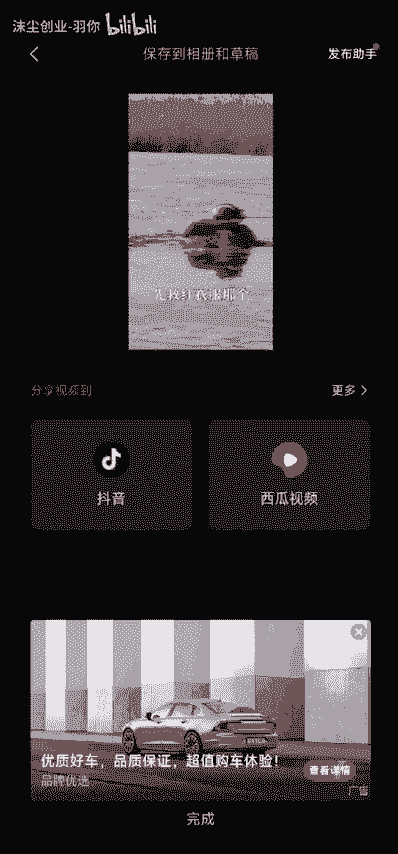 沫尘创业-羽你 bilibili
保存到相册和草稿
发布助手
先找红衣服那个
分享视频到
更多
抖音
西瓜视频
优质好车，品质保证，超值购车体验！
品牌优选
查看详情
广告
完成